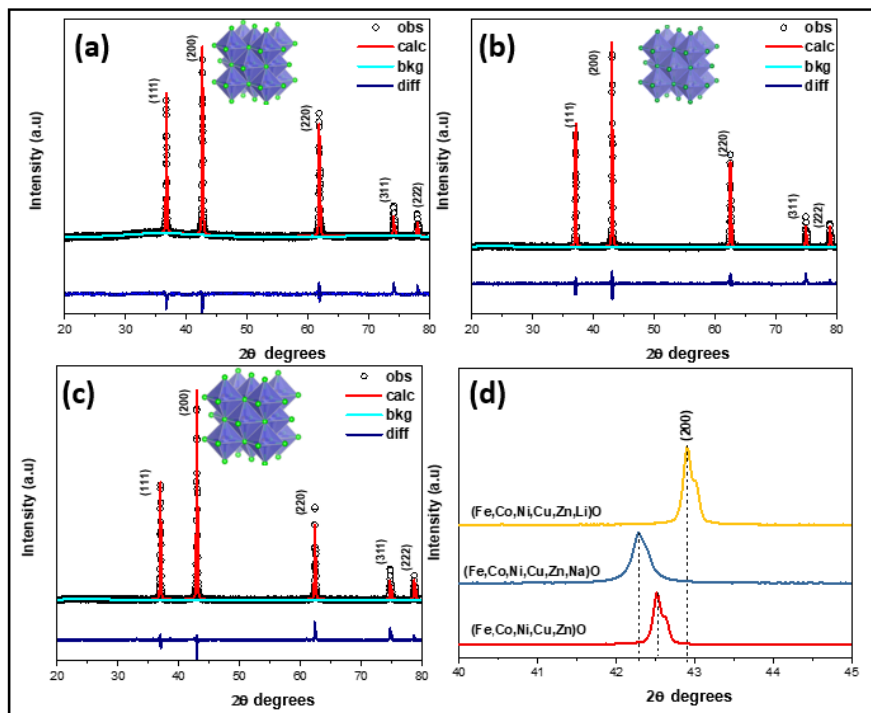 (a)
(111)
(200)
(220)
(311)
(222)
obs
calc
bkg
diff
Intensity (a.u)
20 30 40 50 60 70 80
2θ degrees
(b)
(111)
(200)
(220)
(311)
(222)
obs
calc
bkg
diff
Intensity (a.u)
20 30 40 50 60 70 80
2θ degrees
(c)
(111)
(200)
(220)
(311)
(222)
obs
calc
bkg
diff
Intensity (a.u)
20 30 40 50 60 70 80
2θ degrees
(d)
(200)
(Fe,Co,Ni,Cu,Zn,Li)O
(Fe,Co,Ni,Cu,Zn,Na)O
(Fe,Co,Ni,Cu,Zn)O
Intensity (a.u)
40 41 42 43 44 45
2θ degrees